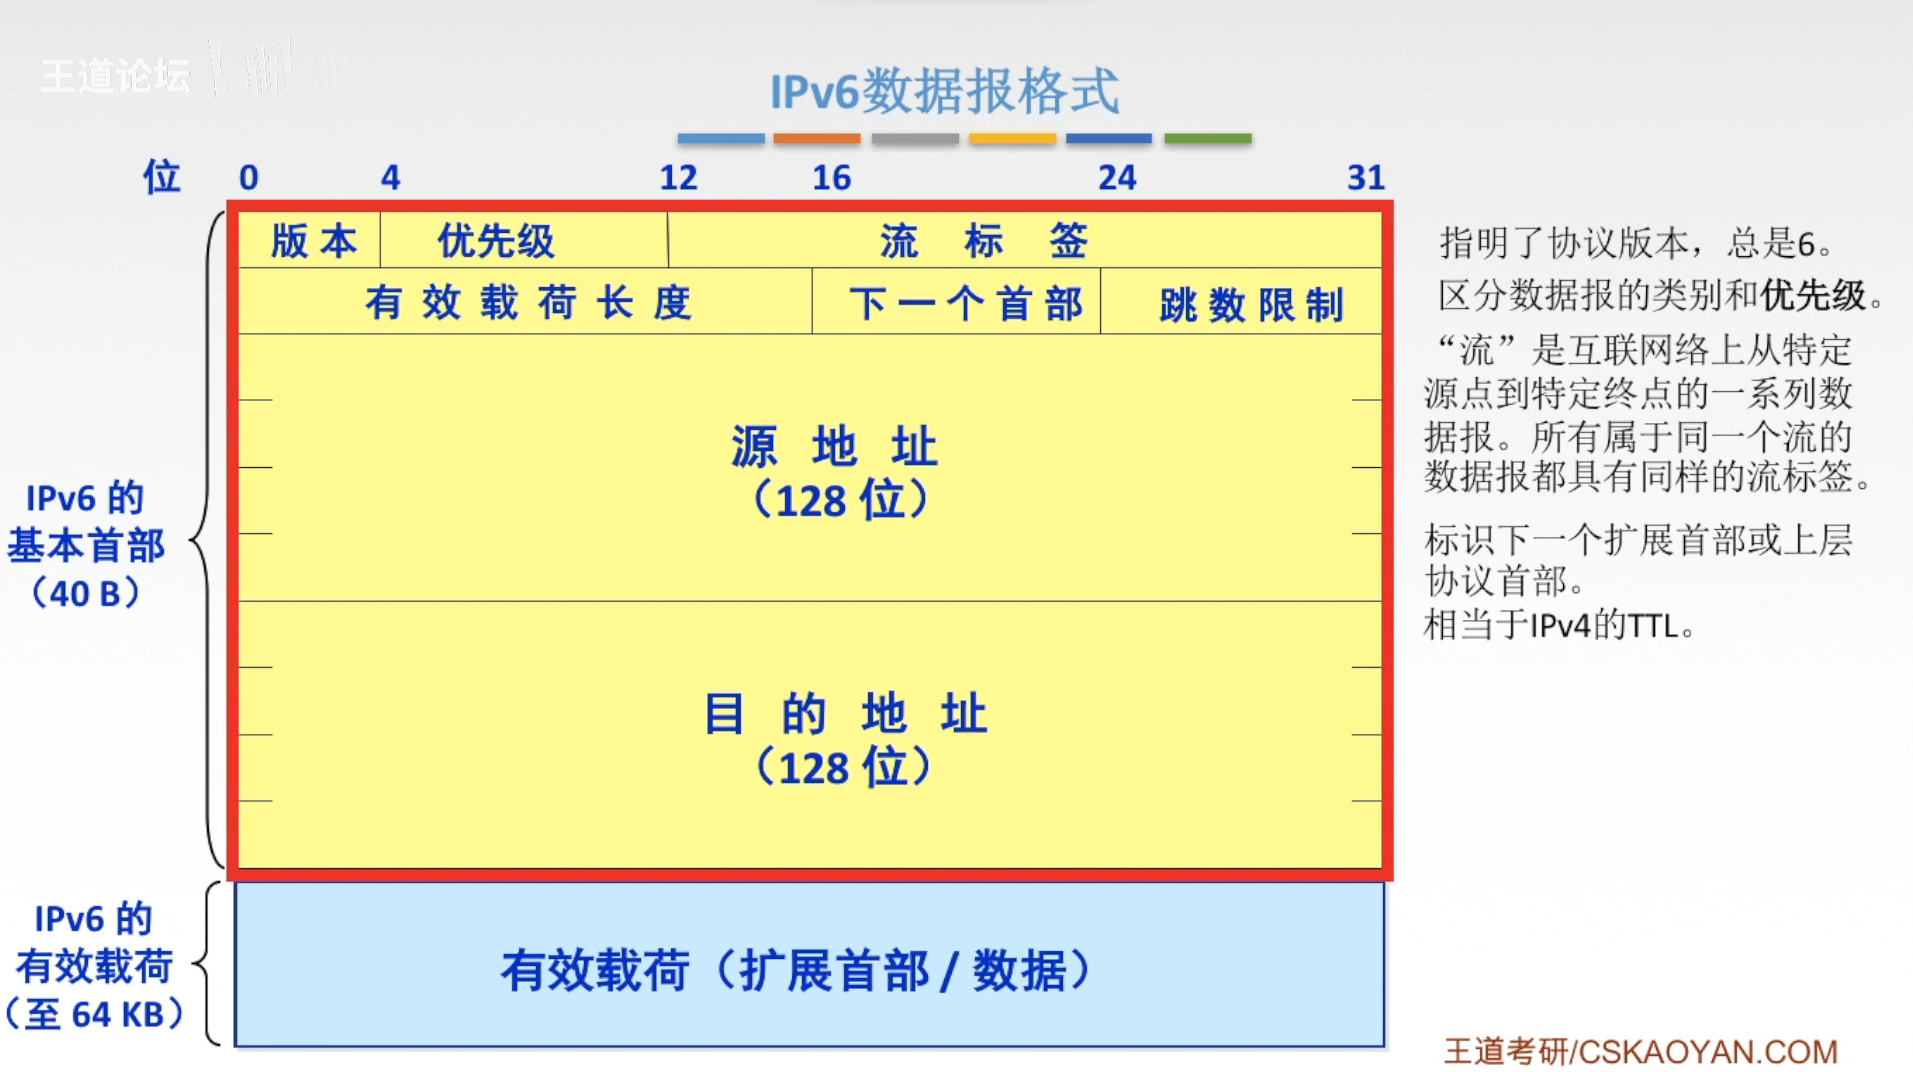 王道论坛
IPv6数据报格式
位 0 4 12 16 24 31
版本 优先级 流标签
有效载荷长度 下一个首部 跳数限制
源地址
（128 位）
目的地址
（128 位）
IPv6 的
基本首部
（40 B）
IPv6 的
有效载荷
（至 64 KB）
有效载荷（扩展首部 / 数据）
指明了协议版本，总是6。
区分数据报的类别和优先级。
“流”是互联网络上从特定
源点到特定终点的一系列数
据报。所有属于同一个流的
数据报都具有同样的流标签。
标识下一个扩展首部或上层
协议首部。
相当于IPv4的TTL。
王道考研/CSKAOYAN.COM